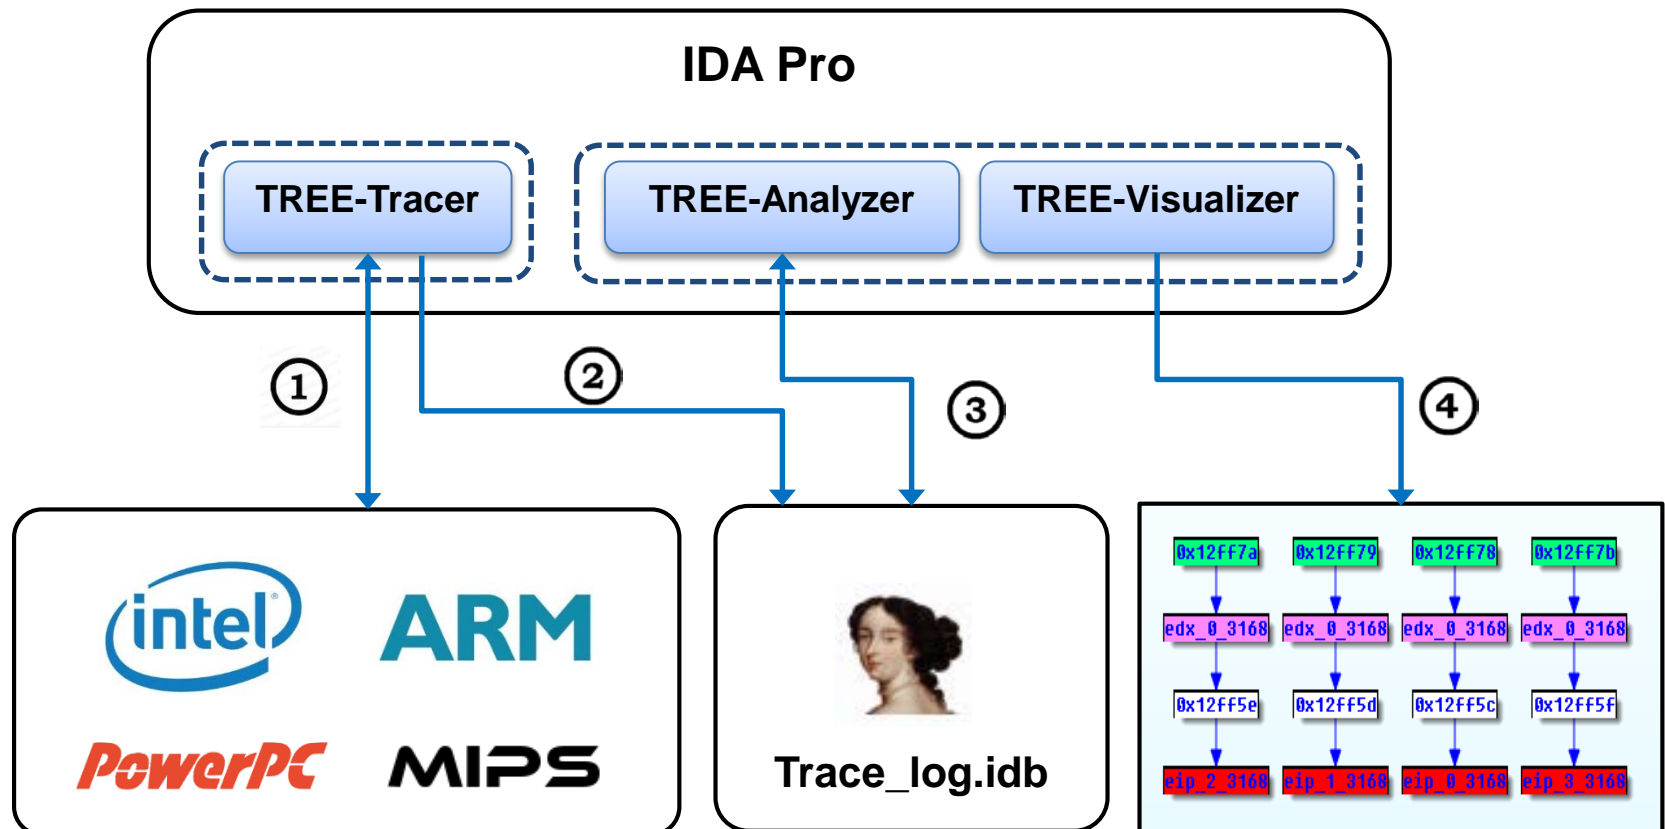 IDA Pro
TREE-Tracer
TREE-Analyzer
TREE-Visualizer
1
2
3
4
intel®
ARM
PowerPC
MIPS
Trace_log.idb
0x12ff7a 0x12ff79 0x12ff78 0x12ff7b
edx_0_3168 edx_0_3168 edx_0_3168 edx_0_3168
0x12ff5e 0x12ff5d 0x12ff5c 0x12ff5f
eip_2_3168 eip_1_3168 eip_0_3168 eip_3_3168